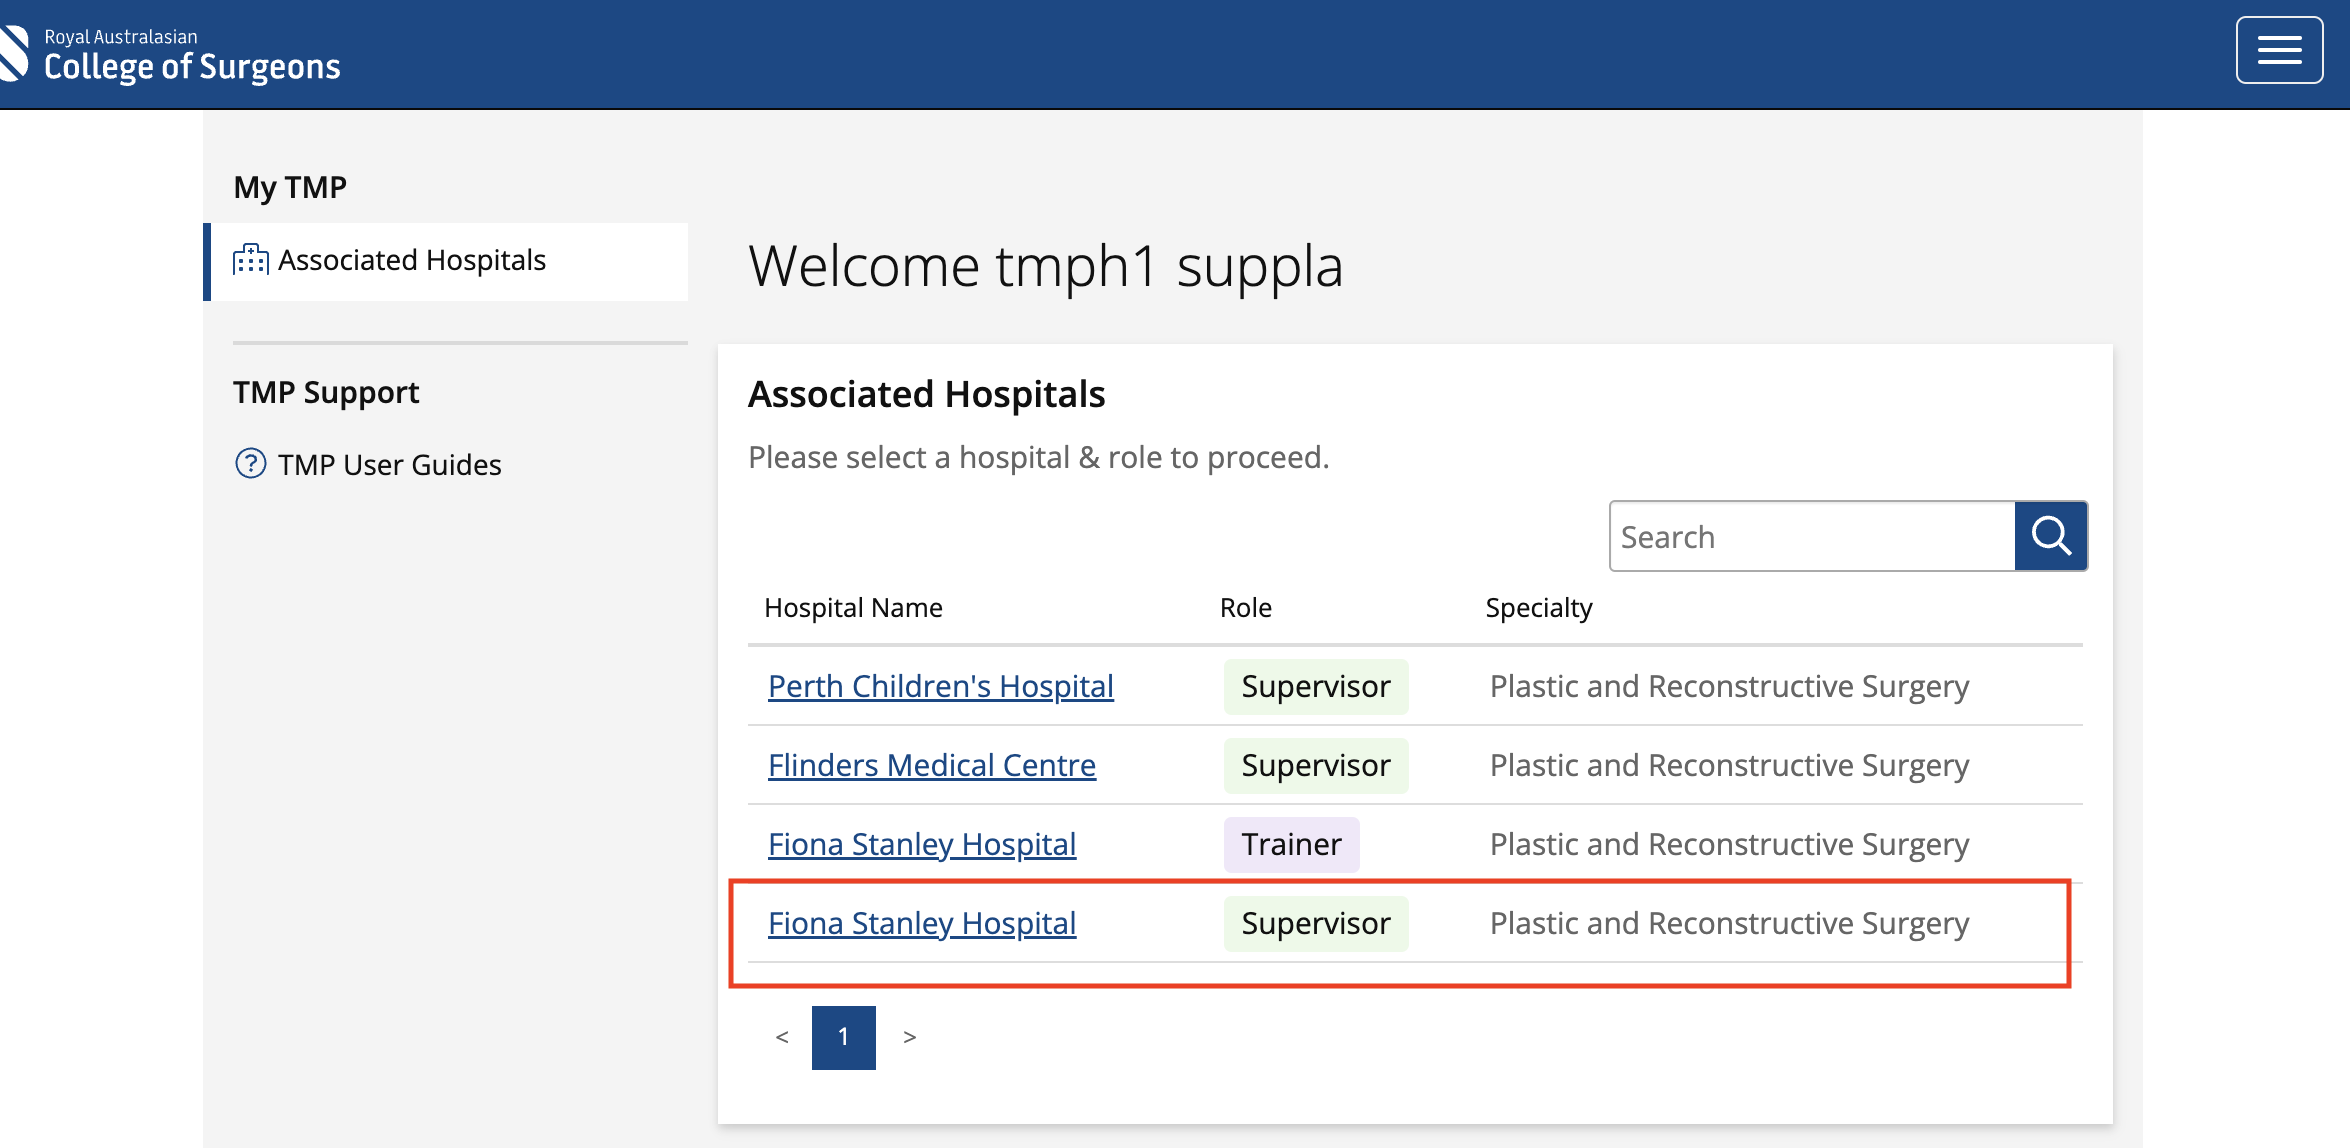 Royal Australasian
College of Surgeons
My TMP
Associated Hospitals
TMP Support
? TMP User Guides
Welcome tmph1 suppla
Associated Hospitals
Please select a hospital & role to proceed.
Search
Hospital Name Role Specialty
Perth Children's Hospital Supervisor Plastic and Reconstructive Surgery
Flinders Medical Centre Supervisor Plastic and Reconstructive Surgery
Fiona Stanley Hospital Trainer Plastic and Reconstructive Surgery
Fiona Stanley Hospital Supervisor Plastic and Reconstructive Surgery
< 1 >